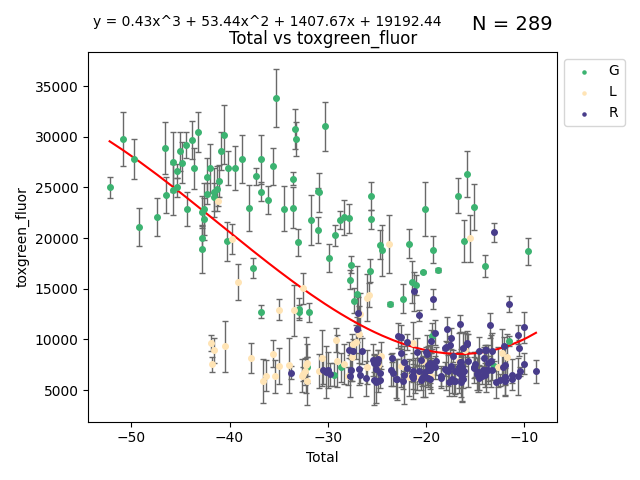 y = 0.43x^3 + 53.44x^2 + 1407.67x + 19192.44
N = 289
Total vs toxgreen_fluor
G
L
R
35000
30000
25000
20000
15000
10000
5000
toxgreen_fluor
−50
−40
−30
−20
−10
Total